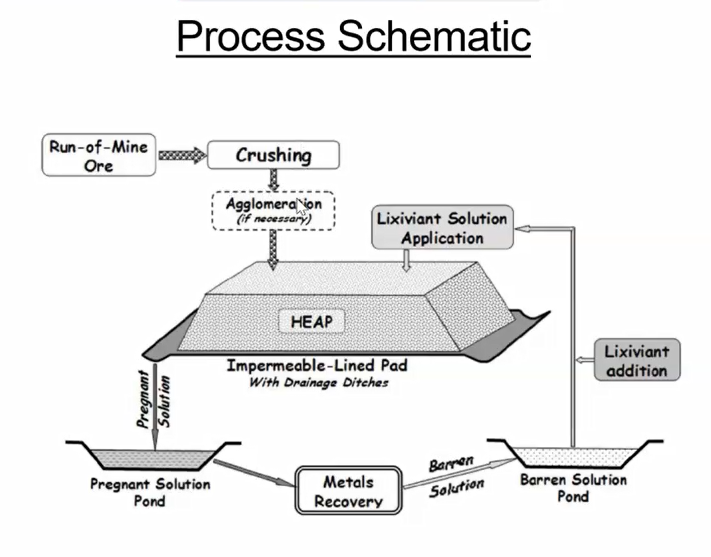 Process Schematic
Run-of-Mine
Ore
Crushing
Agglomeration
(if necessary)
Lixiviant Solution
Application
HEAP
Impermeable-Lined Pad
With Drainage Ditches
Lixiviant
addition
Pregnant
Solution
Pregnant Solution
Pond
Metals
Recovery
Barren
Solution
Barren Solution
Pond